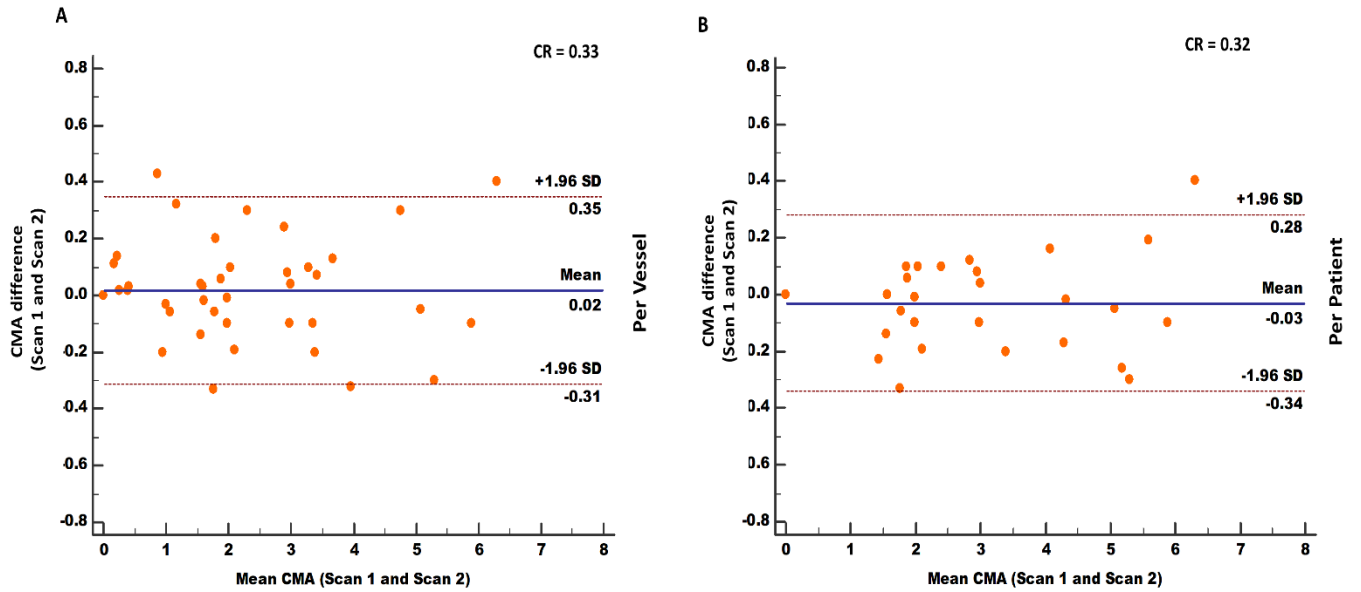 A
CR = 0.33
0.8
0.6
0.4
0.2
0.0
-0.2
-0.4
-0.6
-0.8
+1.96 SD
0.35
Mean
0.02
-1.96 SD
-0.31
0 1 2 3 4 5 6 7 8
CMA difference
(Scan 1 and Scan 2)
Mean CMA (Scan 1 and Scan 2)
Per Vessel
B
CR = 0.32
0.8
0.6
0.4
0.2
0.0
-0.2
-0.4
-0.6
-0.8
+1.96 SD
0.28
Mean
-0.03
-1.96 SD
-0.34
0 1 2 3 4 5 6 7 8
CMA difference
(Scan 1 and Scan 2)
Mean CMA (Scan 1 and Scan 2)
Per Patient